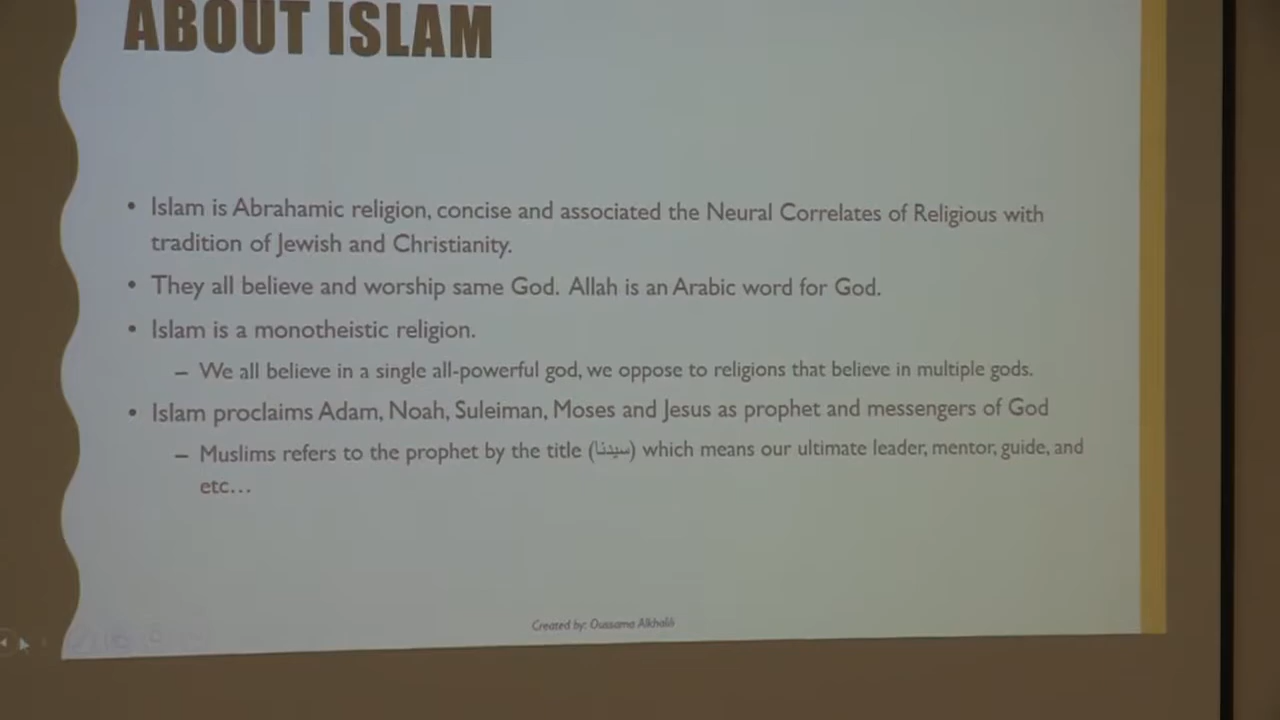 ABOUT ISLAM
• Islam is Abrahamic religion, concise and associated the Neural Correlates of Religious with
tradition of Jewish and Christianity.
• They all believe and worship same God. Allah is an Arabic word for God.
• Islam is a monotheistic religion.
– We all believe in a single all-powerful god, we oppose to religions that believe in multiple gods.
• Islam proclaims Adam, Noah, Suleiman, Moses and Jesus as prophet and messengers of God
– Muslims refers to the prophet by the title (سيدنا) which means our ultimate leader, mentor, guide, and
etc…
Created by: Oussama Alkhalili